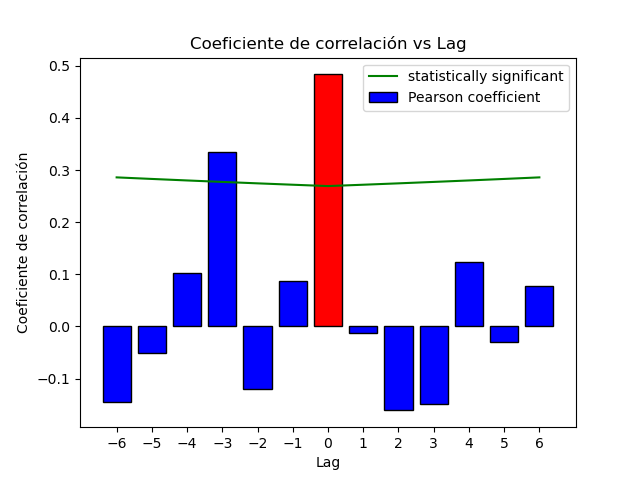 Coeficiente de correlación vs Lag
statistically significant
Pearson coefficient
Coeficiente de correlación
0.5
0.4
0.3
0.2
0.1
0.0
−0.1
−6 −5 −4 −3 −2 −1 0 1 2 3 4 5 6
Lag